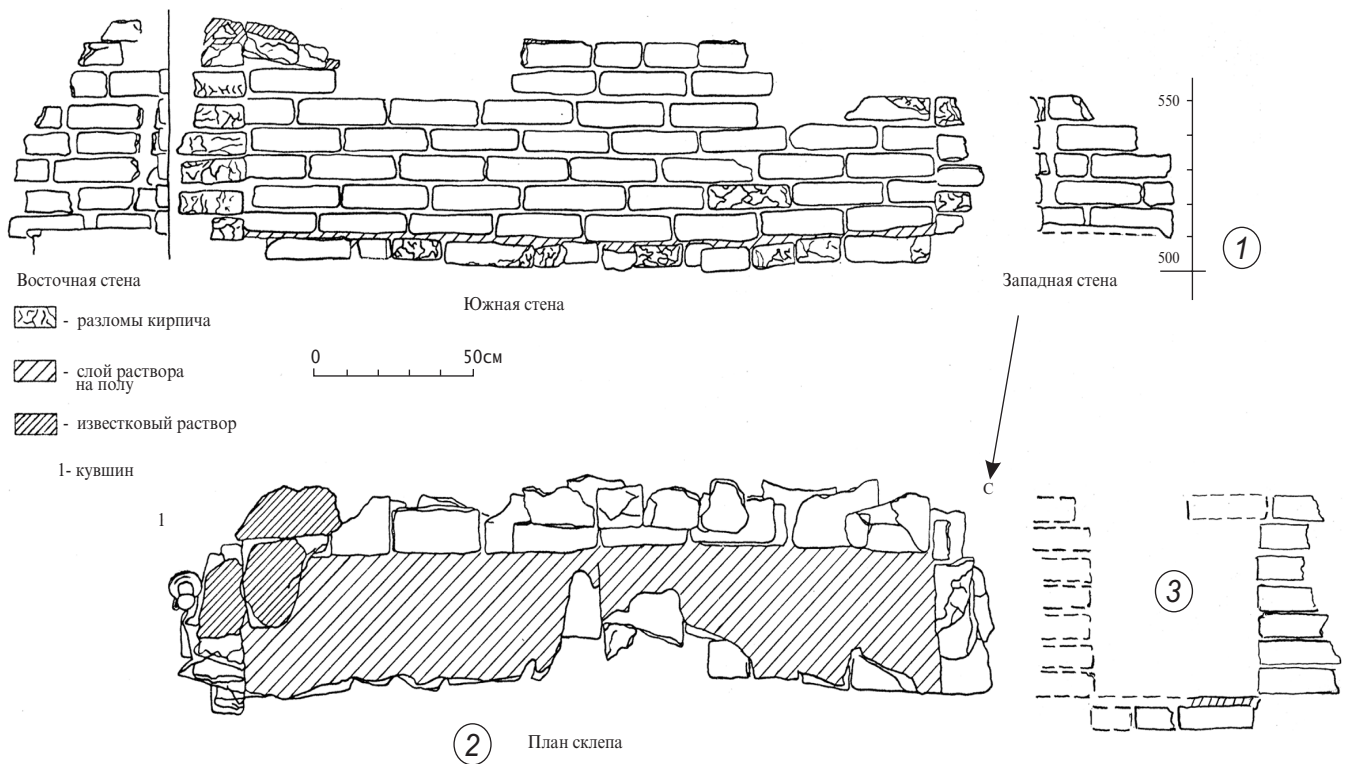 550
500
1
Восточная стена
Южная стена
Западная стена
- разломы кирпича
0 50см
- слой раствора
на полу
- известковый раствор
1- кувшин
1
С
3
2 План склепа